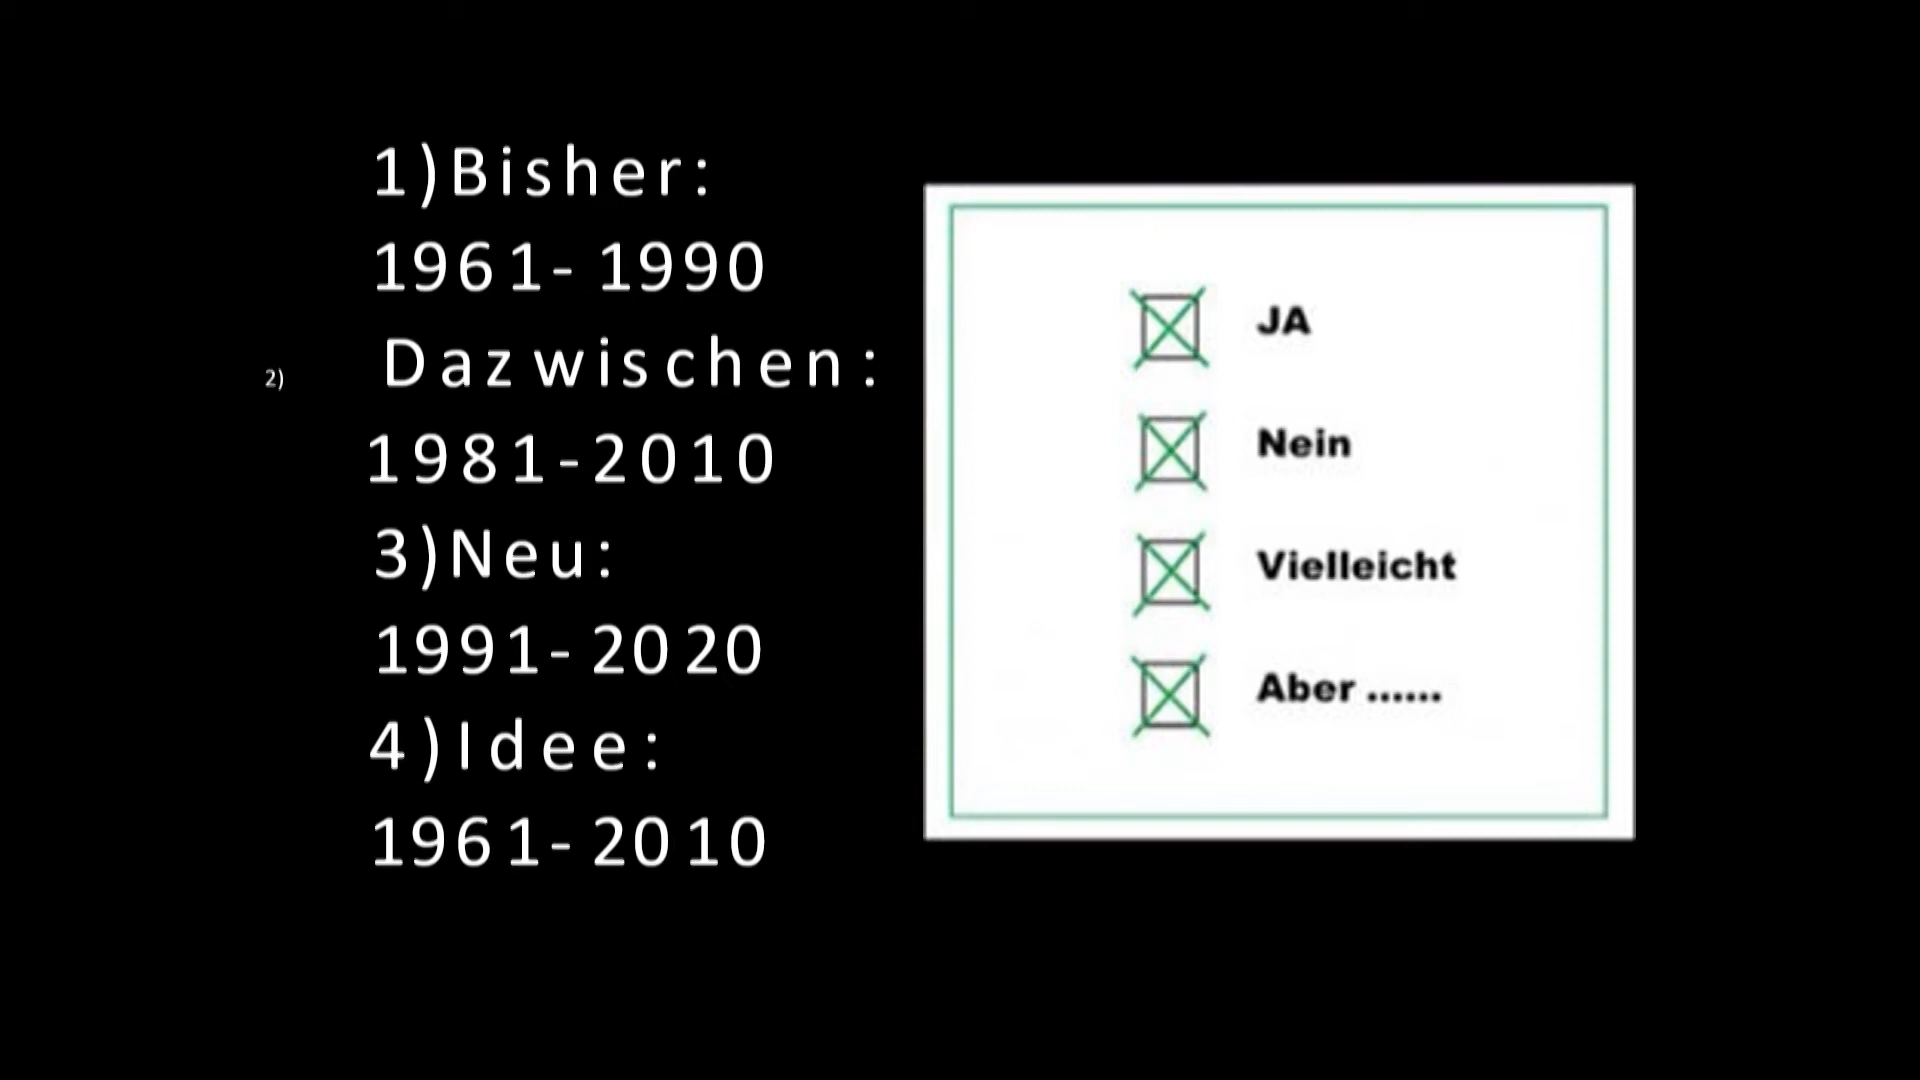 1)Bisher:
1961-1990
2) Dazwischen:
1981-2010
3)Neu:
1991-2020
4)Idee:
1961-2010
JA
Nein
Vielleicht
Aber ......